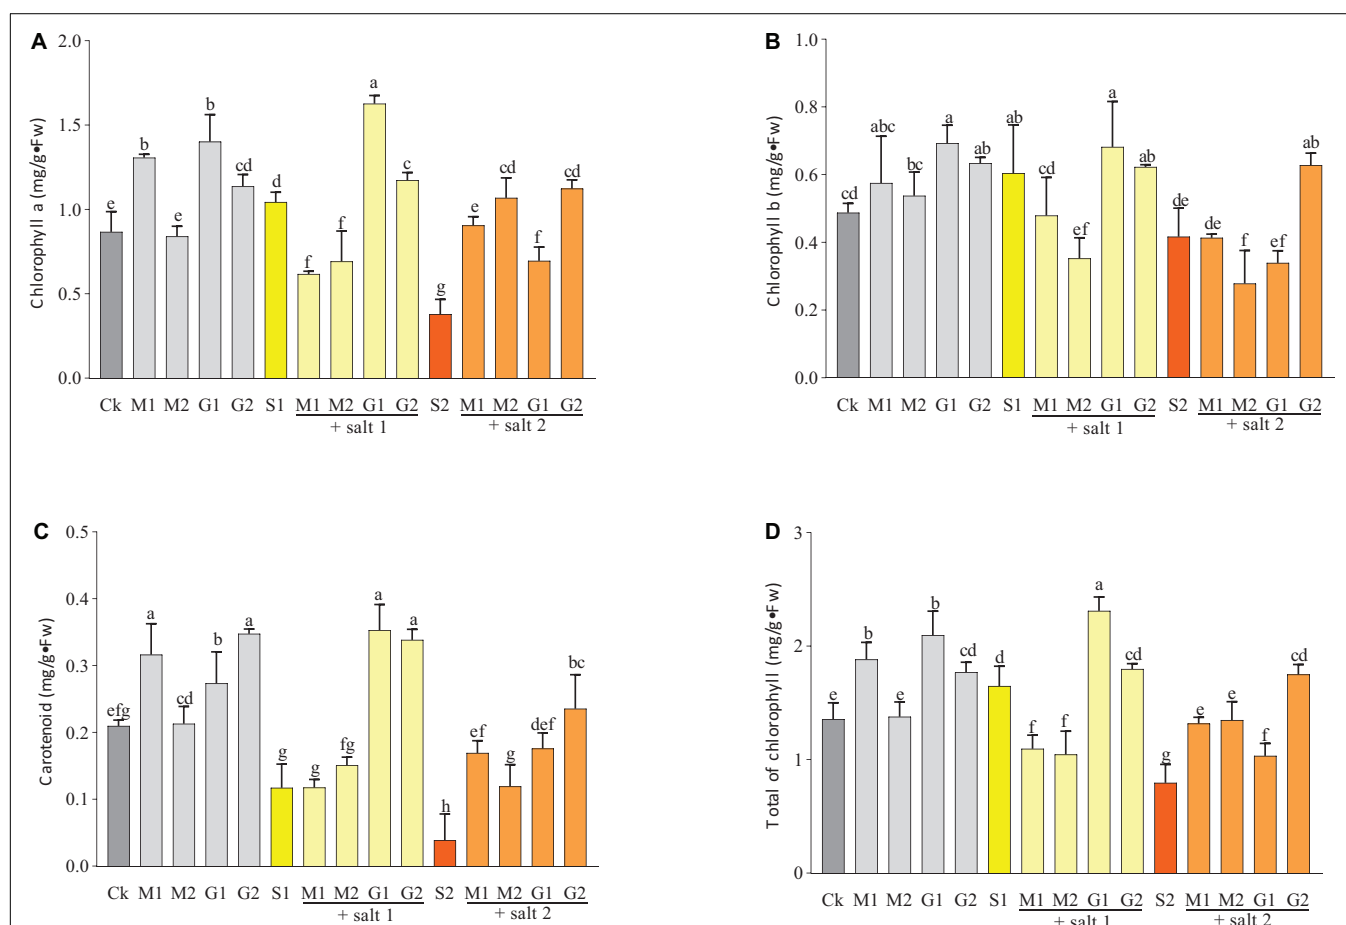 A
Chlorophyll a (mg/g•Fw)
2.0
1.5
1.0
0.5
0.0
e b e b cd d f f a c g e cd f cd
Ck M1 M2 G1 G2 S1 M1 M2 G1 G2 S2 M1 M2 G1 G2
+ salt 1 + salt 2
B
Chlorophyll b (mg/g•Fw)
1.0
0.8
0.6
0.4
0.2
0.0
cd abc bc a ab ab cd ef a ab de de f ef ab
Ck M1 M2 G1 G2 S1 M1 M2 G1 G2 S2 M1 M2 G1 G2
+ salt 1 + salt 2
C
Carotenoid (mg/g•Fw)
0.5
0.4
0.3
0.2
0.1
0.0
efg a cd b a g g fg a a h ef g def bc
Ck M1 M2 G1 G2 S1 M1 M2 G1 G2 S2 M1 M2 G1 G2
+ salt 1 + salt 2
D
Total of chlorophyll (mg/g•Fw)
3
2
1
0
e b e b cd d f f a cd g e e f cd
Ck M1 M2 G1 G2 S1 M1 M2 G1 G2 S2 M1 M2 G1 G2
+ salt 1 + salt 2